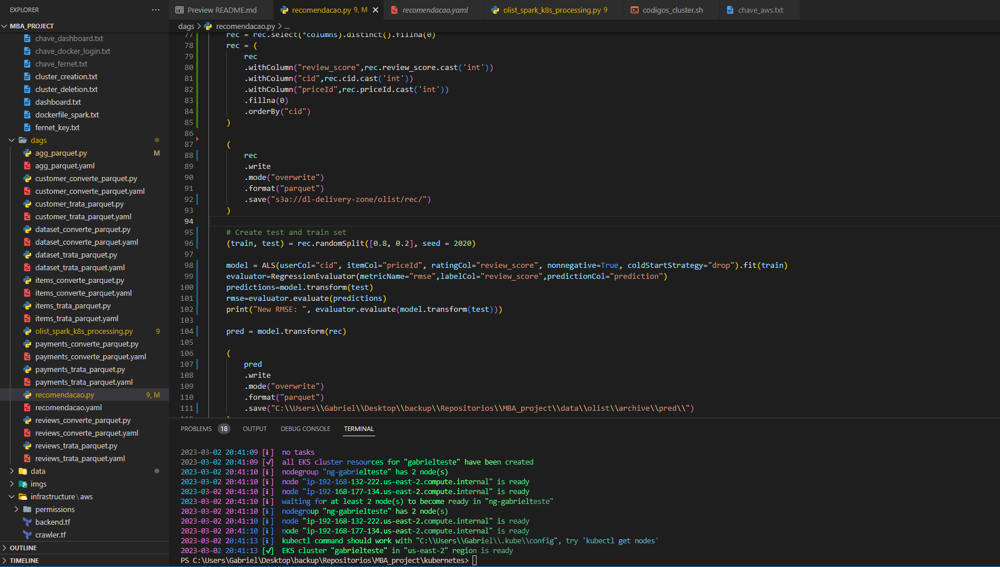 EXPLORER
MBA_PROJECT
chave_dashboard.txt
chave_docker_login.txt
chave_fernet.txt
cluster_creation.txt
cluster_deletion.txt
dashboard.txt
dockerfile_spark.txt
fernet_key.txt
dags
agg_parquet.py M
agg_parquet.yaml
customer_converte_parquet.py
customer_converte_parquet.yaml
customer_trata_parquet.py
customer_trata_parquet.yaml
dataset_converte_parquet.py
dataset_converte_parquet.yaml
dataset_trata_parquet.py
dataset_trata_parquet.yaml
items_converte_parquet.py
items_converte_parquet.yaml
items_trata_parquet.py
items_trata_parquet.yaml
olist_spark_k8s_processing.py 9
payments_converte_parquet.py
payments_converte_parquet.yaml
payments_trata_parquet.py
payments_trata_parquet.yaml
recomendacao.py 9, M
recomendacao.yaml
reviews_converte_parquet.py
reviews_converte_parquet.yaml
reviews_trata_parquet.py
reviews_trata_parquet.yaml
data
imgs
infrastructure\aws
permissions
backend.tf
crawler.tf
OUTLINE
TIMELINE
Preview README.md
recomendacao.py 9, M
recomendacao.yaml
olist_spark_k8s_processing.py 9
codigos_cluster.sh
chave_aws.txt
dags > recomendacao.py > ...
77 rec = rec.select(*columns).distinct().fillna(0)
78 rec = (
79 rec
80 .withColumn("review_score",rec.review_score.cast('int'))
81 .withColumn("cid",rec.cid.cast('int'))
82 .withColumn("priceId",rec.priceId.cast('int'))
83 .fillna(0)
84 .orderBy("cid")
85 )
86
87 (
88 rec
89 .write
90 .mode("overwrite")
91 .format("parquet")
92 .save("s3a://dl-delivery-zone/olist/rec/")
93 )
94
95 # Create test and train set
96 (train, test) = rec.randomSplit([0.8, 0.2], seed = 2020)
97
98 model = ALS(userCol="cid", itemCol="priceId", ratingCol="review_score", nonnegative=True, coldStartStrategy="drop").fit(train)
99 evaluator=RegressionEvaluator(metricName="rmse",labelCol="review_score",predictionCol="prediction")
100 predictions=model.transform(test)
101 rmse=evaluator.evaluate(predictions)
102 print("New RMSE: ", evaluator.evaluate(model.transform(test)))
103
104 pred = model.transform(rec)
105
106 (
107 pred
108 .write
109 .mode("overwrite")
110 .format("parquet")
111 .save("C:\\Users\\Gabriel\\Desktop\\backup\\Repositorios\\MBA_project\\data\\olist\\archive\\pred\\")
PROBLEMS 18 OUTPUT DEBUG CONSOLE TERMINAL
2023-03-02 20:41:09 [ℹ]  no tasks
2023-03-02 20:41:09 [✔]  all EKS cluster resources for "gabrielteste" have been created
2023-03-02 20:41:10 [ℹ]  nodegroup "ng-gabrielteste" has 2 node(s)
2023-03-02 20:41:10 [ℹ]  node "ip-192-168-132-222.us-east-2.compute.internal" is ready
2023-03-02 20:41:10 [ℹ]  node "ip-192-168-177-134.us-east-2.compute.internal" is ready
2023-03-02 20:41:10 [ℹ]  waiting for at least 2 node(s) to become ready in "ng-gabrielteste"
2023-03-02 20:41:10 [ℹ]  nodegroup "ng-gabrielteste" has 2 node(s)
2023-03-02 20:41:10 [ℹ]  node "ip-192-168-132-222.us-east-2.compute.internal" is ready
2023-03-02 20:41:10 [ℹ]  node "ip-192-168-177-134.us-east-2.compute.internal" is ready
2023-03-02 20:41:13 [ℹ]  kubectl command should work with "C:\\Users\\Gabriel\\.kube\\config", try 'kubectl get nodes'
2023-03-02 20:41:13 [✔]  EKS cluster "gabrielteste" in "us-east-2" region is ready
PS C:\Users\Gabriel\Desktop\backup\Repositorios\MBA_project\kubernetes>